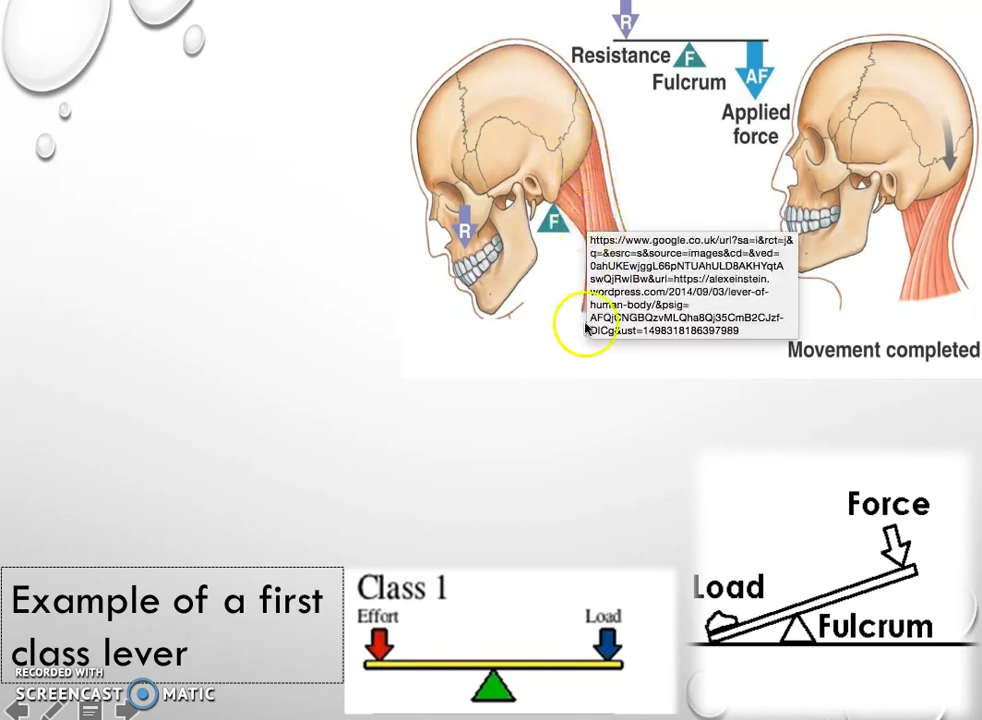 R
Resistance F
Fulcrum
AF
Applied
force
R
F
https://www.google.co.uk/url?sa=i&rct=j&
q=&esrc=s&source=images&cd=&ved=
0ahUKEwjggL66pNTUAhULD8AKHYqtA
swQjRwIBw&url=https://alexeinstein.
wordpress.com/2014/09/03/lever-of-
human-body/&psig=
DICg&ust=1498318186397989
Movement completed
Force
Load
Fulcrum
Class 1
Effort Load
Example of a first
class lever
RECORDED WITH
SCREENCAST MATIC